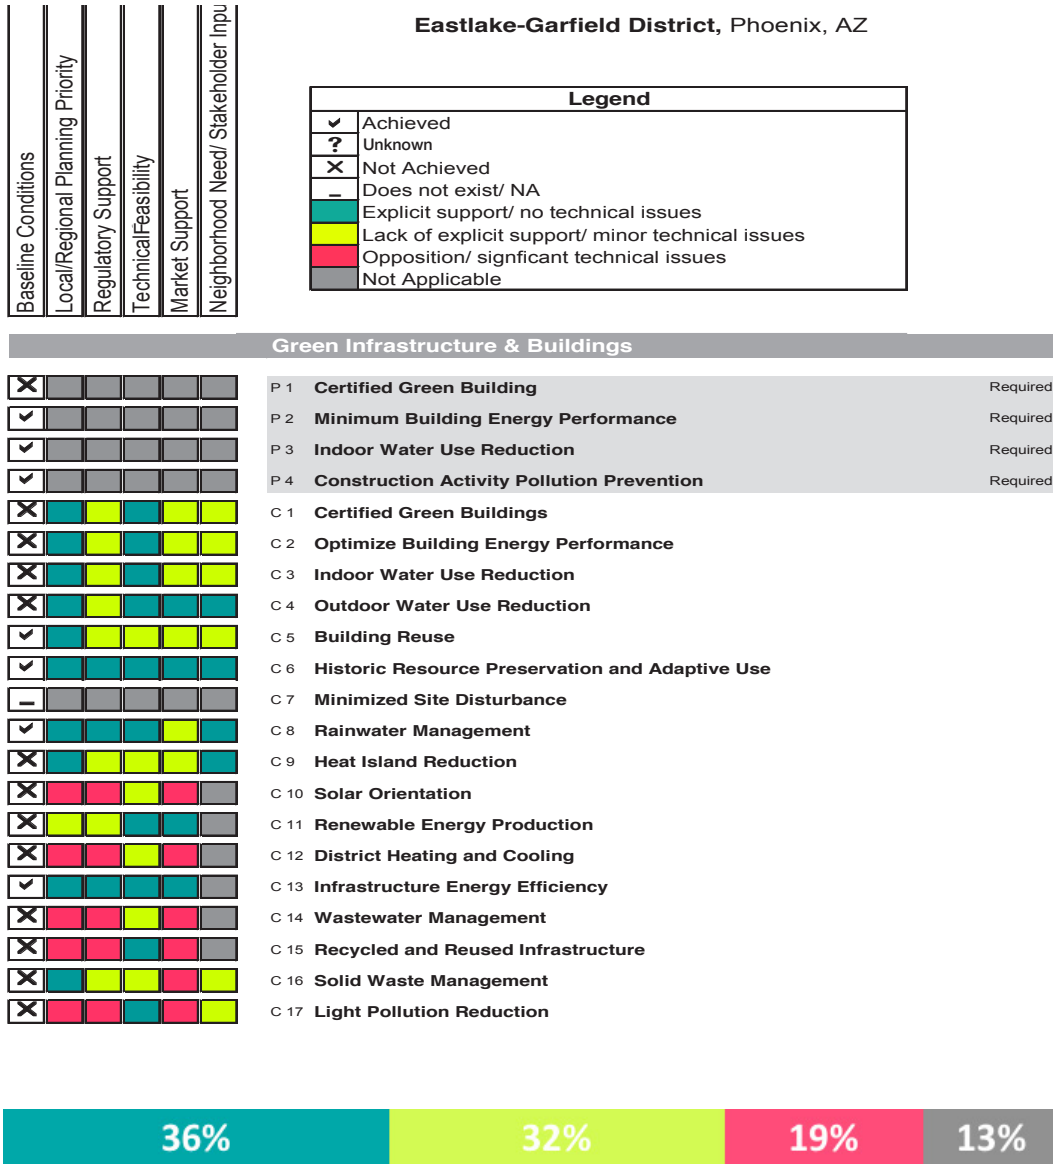 Baseline Conditions
Local/Regional Planning Priority
Regulatory Support
TechnicalFeasibility
Market Support
Neighborhood Need/ Stakeholder Inpu
Eastlake-Garfield District, Phoenix, AZ
Legend
Achieved
? Unknown
Not Achieved
Does not exist/ NA
Explicit support/ no technical issues
Lack of explicit support/ minor technical issues
Opposition/ signficant technical issues
Not Applicable
Green Infrastructure & Buildings
P 1 Certified Green Building Required
P 2 Minimum Building Energy Performance Required
P 3 Indoor Water Use Reduction Required
P 4 Construction Activity Pollution Prevention Required
C 1 Certified Green Buildings
C 2 Optimize Building Energy Performance
C 3 Indoor Water Use Reduction
C 4 Outdoor Water Use Reduction
C 5 Building Reuse
C 6 Historic Resource Preservation and Adaptive Use
C 7 Minimized Site Disturbance
C 8 Rainwater Management
C 9 Heat Island Reduction
C 10 Solar Orientation
C 11 Renewable Energy Production
C 12 District Heating and Cooling
C 13 Infrastructure Energy Efficiency
C 14 Wastewater Management
C 15 Recycled and Reused Infrastructure
C 16 Solid Waste Management
C 17 Light Pollution Reduction
36% 32% 19% 13%